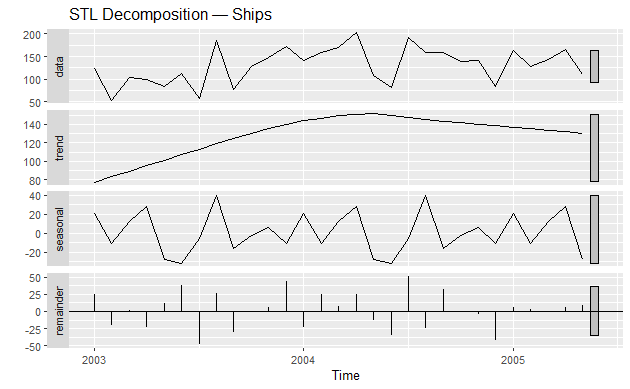 STL Decomposition — Ships
200
150
100
50
data
140
120
100
80
trend
40
20
0
-20
seasonal
50
25
0
-25
-50
remainder
2003 2004 2005
Time